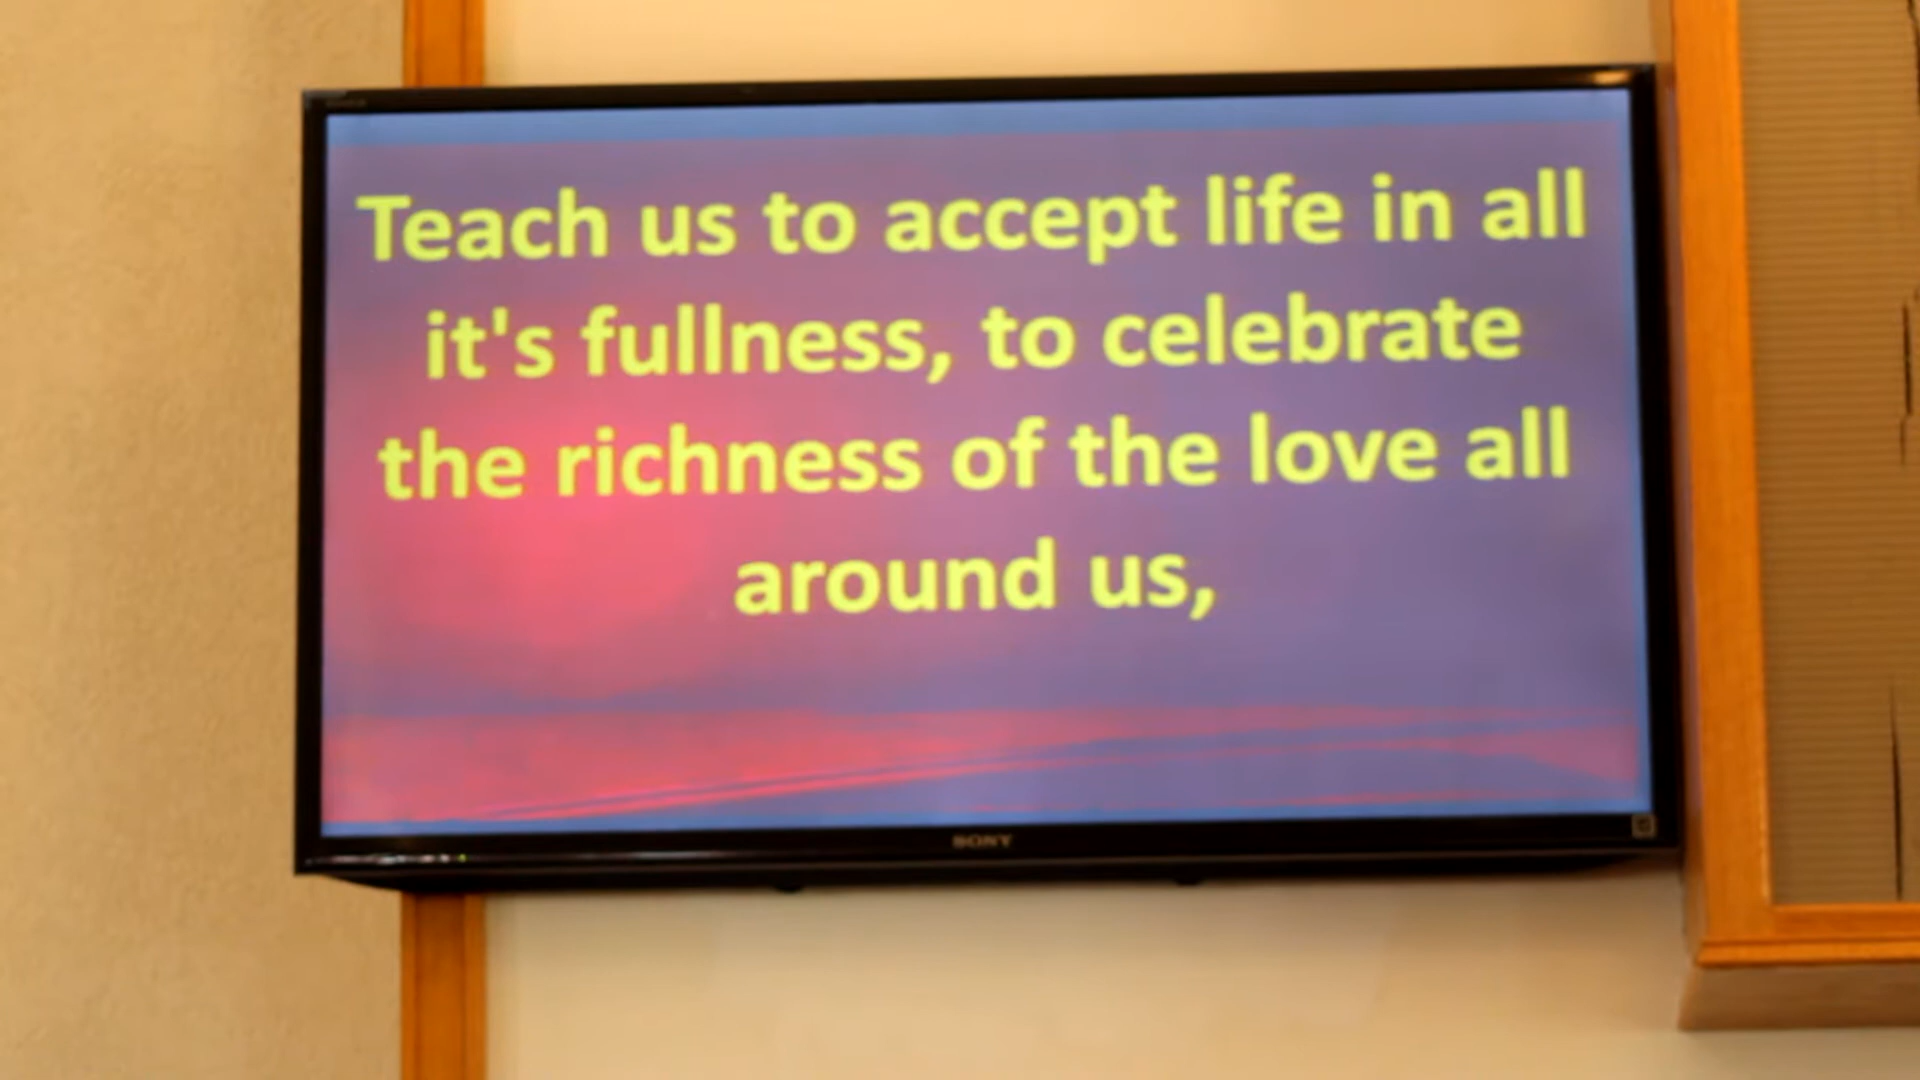 Teach us to accept life in all
it's fullness, to celebrate
the richness of the love all
around us,
SONY